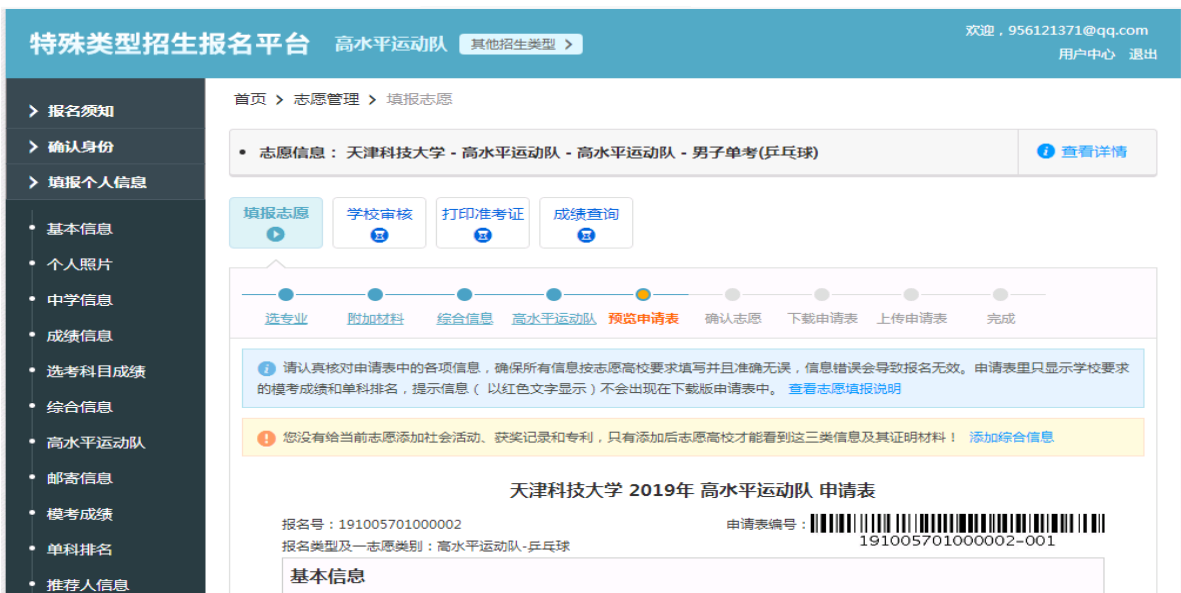 特殊类型招生报名平台 高水平运动队 其他招生类型 >
欢迎，956121371@qq.com
用户中心 退出
> 报名须知
> 确认身份
> 填报个人信息
• 基本信息
• 个人照片
• 中学信息
• 成绩信息
• 选考科目成绩
• 综合信息
• 高水平运动队
• 邮寄信息
• 模考成绩
• 单科排名
• 推荐人信息
首页 > 志愿管理 > 填报志愿
• 志愿信息： 天津科技大学 - 高水平运动队 - 高水平运动队 - 男子单考(乒乓球) 查看详情
填报志愿 学校审核 打印准考证 成绩查询
选专业 附加材料 综合信息 高水平运动队 预览申请表 确认志愿 下载申请表 上传申请表 完成
请认真核对申请表中的各项信息，确保所有信息按志愿高校要求填写并且准确无误，信息错误会导致报名无效。申请表里只显示学校要求
的模考成绩和单科排名，提示信息（ 以红色文字显示 ）不会出现在下载版申请表中。 查看志愿填报说明
您没有给当前志愿添加社会活动、获奖记录和专利，只有添加后志愿高校才能看到这三类信息及其证明材料！ 添加综合信息
天津科技大学 2019年 高水平运动队 申请表
报名号：191005701000002 申请表编号：
191005701000002-001
报名类型及一志愿类别：高水平运动队-乒乓球
基本信息